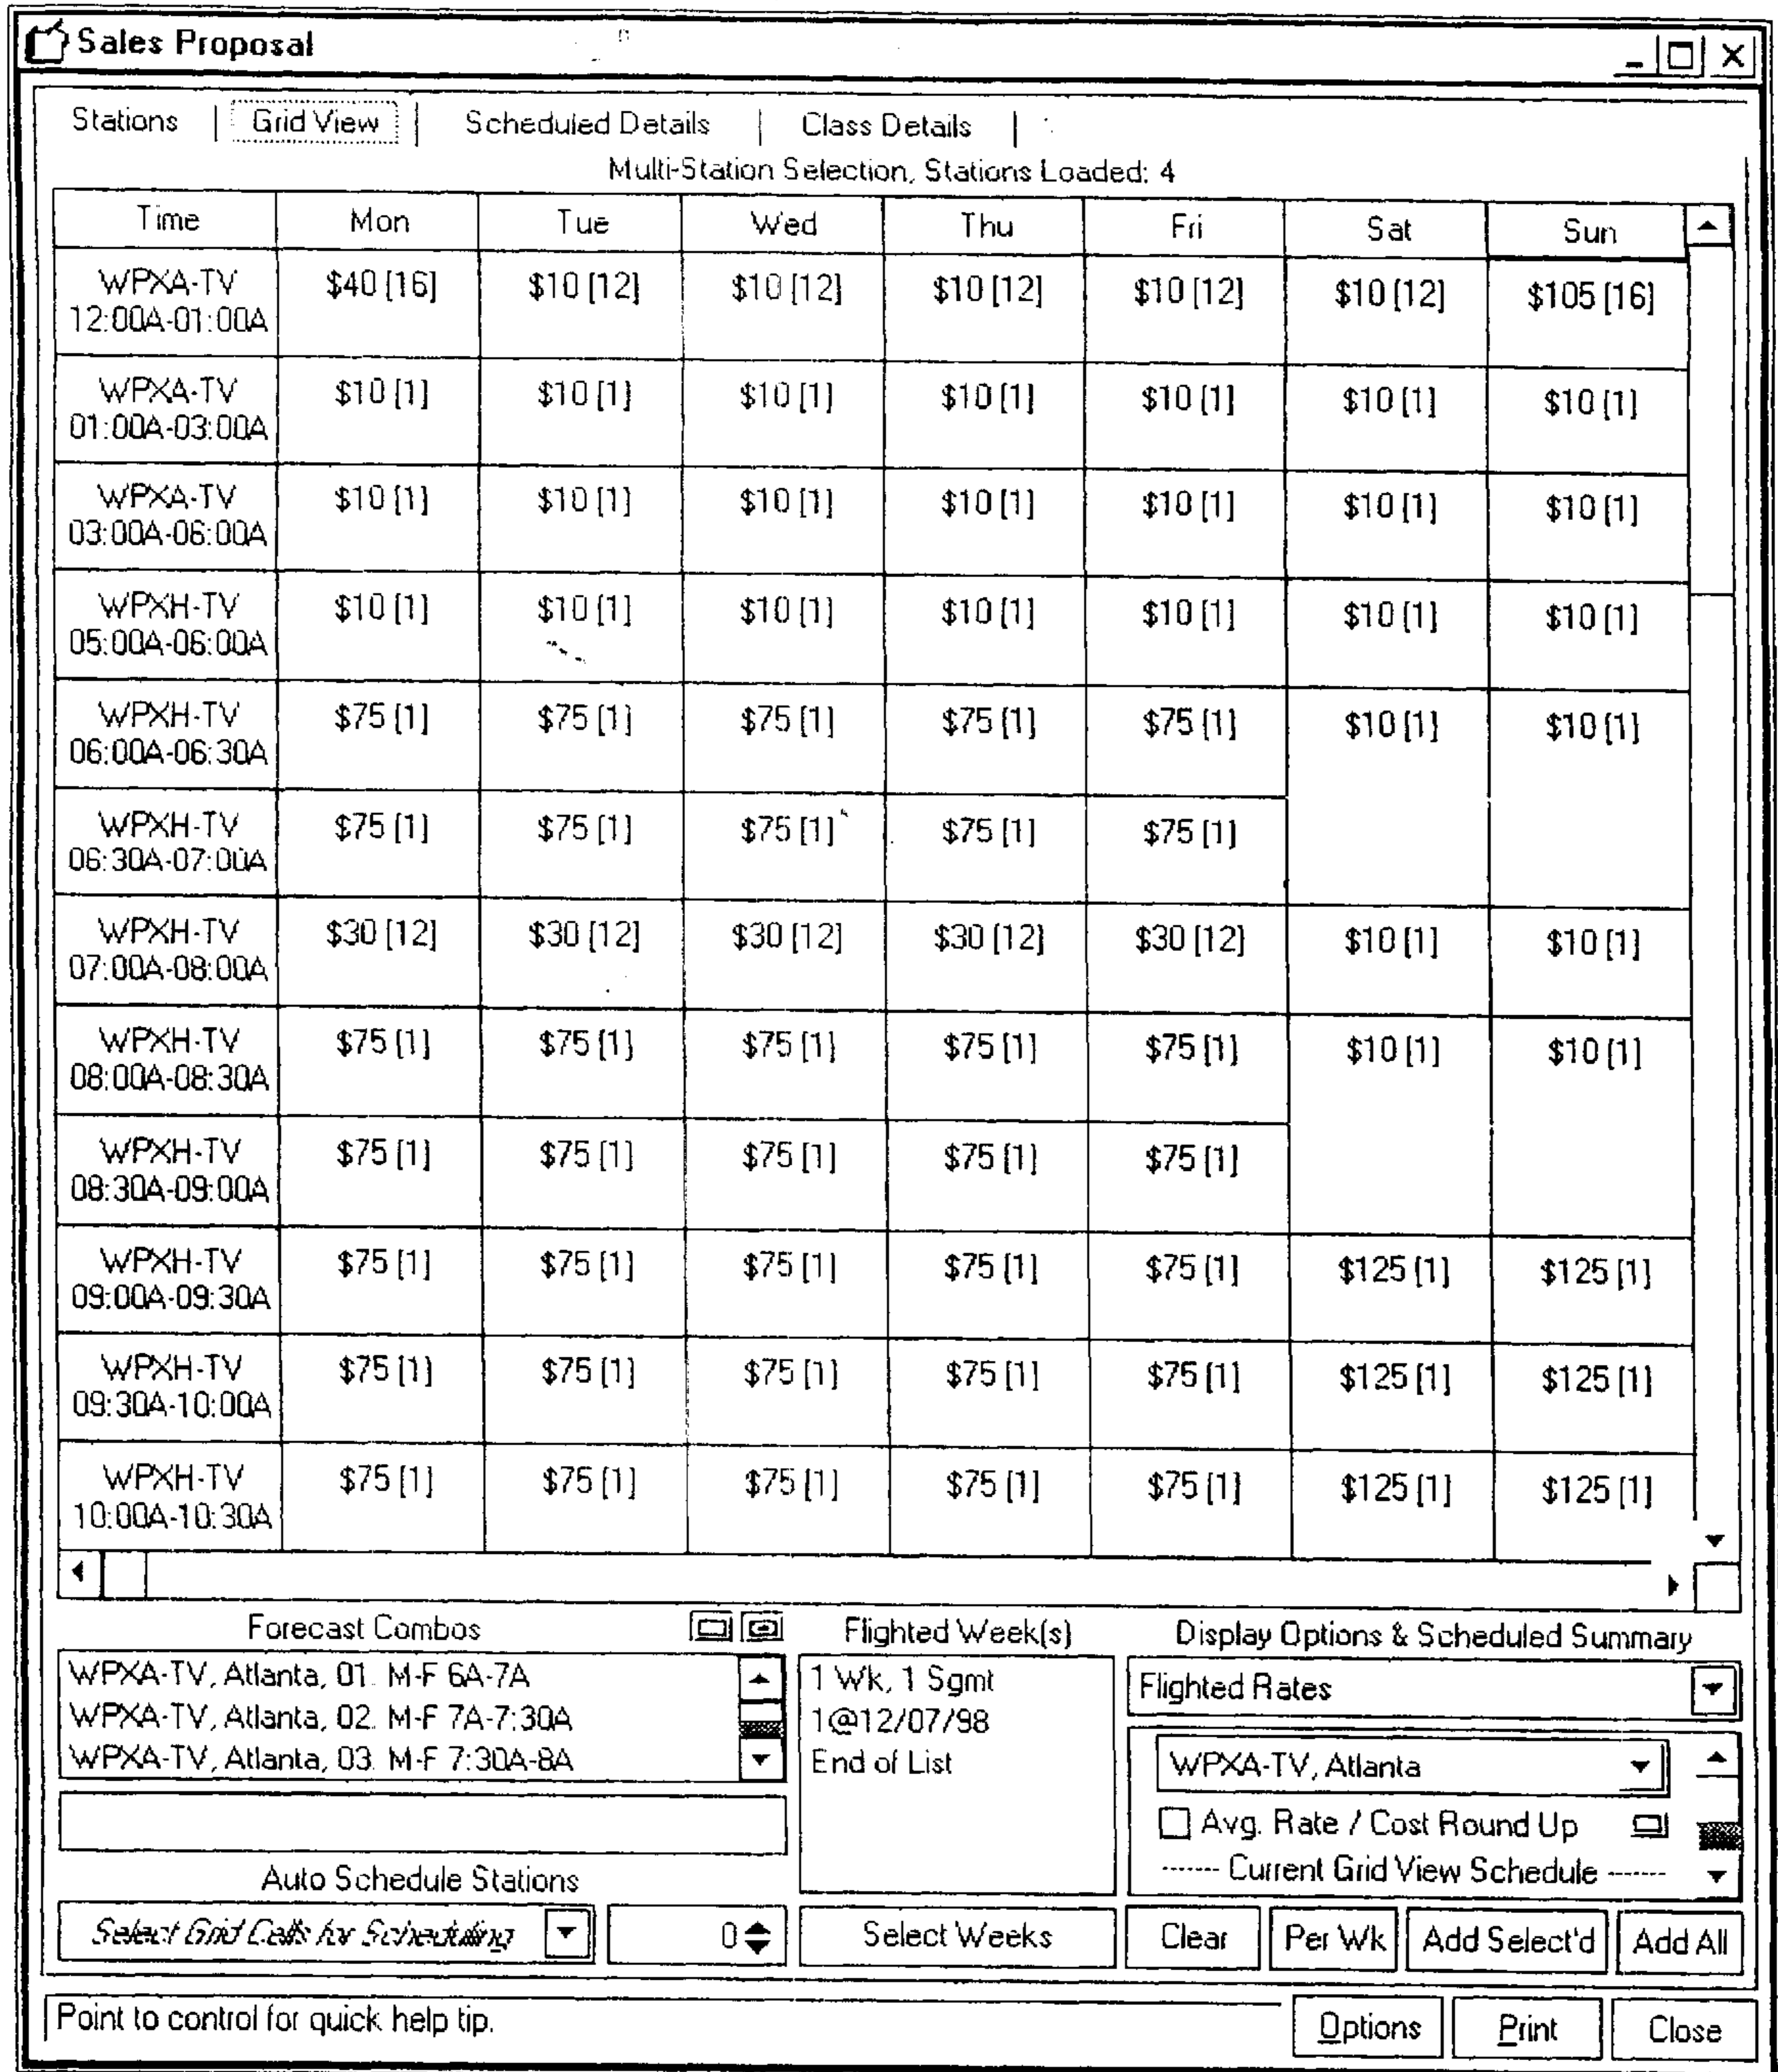 Sales Proposal
Stations | Grid View | Scheduled Details | Class Details |
Multi-Station Selection, Stations Loaded: 4
Time Mon Tue Wed Thu Fri Sat Sun
WPXA-TV $40 [16] $10 [12] $10 [12] $10 [12] $10 [12] $10 [12] $105 [16]
12:00A-01:00A
WPXA-TV $10 [1] $10 [1] $10 [1] $10 [1] $10 [1] $10 [1] $10 [1]
01:00A-03:00A
WPXA-TV $10 [1] $10 [1] $10 [1] $10 [1] $10 [1] $10 [1] $10 [1]
03:00A-06:00A
WPXH-TV $10 [1] $10 [1] $10 [1] $10 [1] $10 [1] $10 [1] $10 [1]
05:00A-06:00A
WPXH-TV $75 [1] $75 [1] $75 [1] $75 [1] $75 [1] $10 [1] $10 [1]
06:00A-06:30A
WPXH-TV $75 [1] $75 [1] $75 [1] $75 [1] $75 [1]
06:30A-07:00A
WPXH-TV $30 [12] $30 [12] $30 [12] $30 [12] $30 [12] $10 [1] $10 [1]
07:00A-08:00A
WPXH-TV $75 [1] $75 [1] $75 [1] $75 [1] $75 [1] $10 [1] $10 [1]
08:00A-08:30A
WPXH-TV $75 [1] $75 [1] $75 [1] $75 [1] $75 [1]
08:30A-09:00A
WPXH-TV $75 [1] $75 [1] $75 [1] $75 [1] $75 [1] $125 [1] $125 [1]
09:00A-09:30A
WPXH-TV $75 [1] $75 [1] $75 [1] $75 [1] $75 [1] $125 [1] $125 [1]
09:30A-10:00A
WPXH-TV $75 [1] $75 [1] $75 [1] $75 [1] $75 [1] $125 [1] $125 [1]
10:00A-10:30A
Forecast Combos
WPXA-TV, Atlanta, 01. M-F 6A-7A
WPXA-TV, Atlanta, 02. M-F 7A-7:30A
WPXA-TV, Atlanta, 03. M-F 7:30A-8A
Auto Schedule Stations
Select Grid Cells for Scheduling 0
Flighted Week(s)
1 Wk, 1 Sgmt
1@12/07/98
End of List
Select Weeks
Display Options & Scheduled Summary
Flighted Rates
WPXA-TV, Atlanta
Avg. Rate / Cost Round Up
------ Current Grid View Schedule ------
Clear Per Wk Add Select'd Add All
Point to control for quick help tip.
Options Print Close